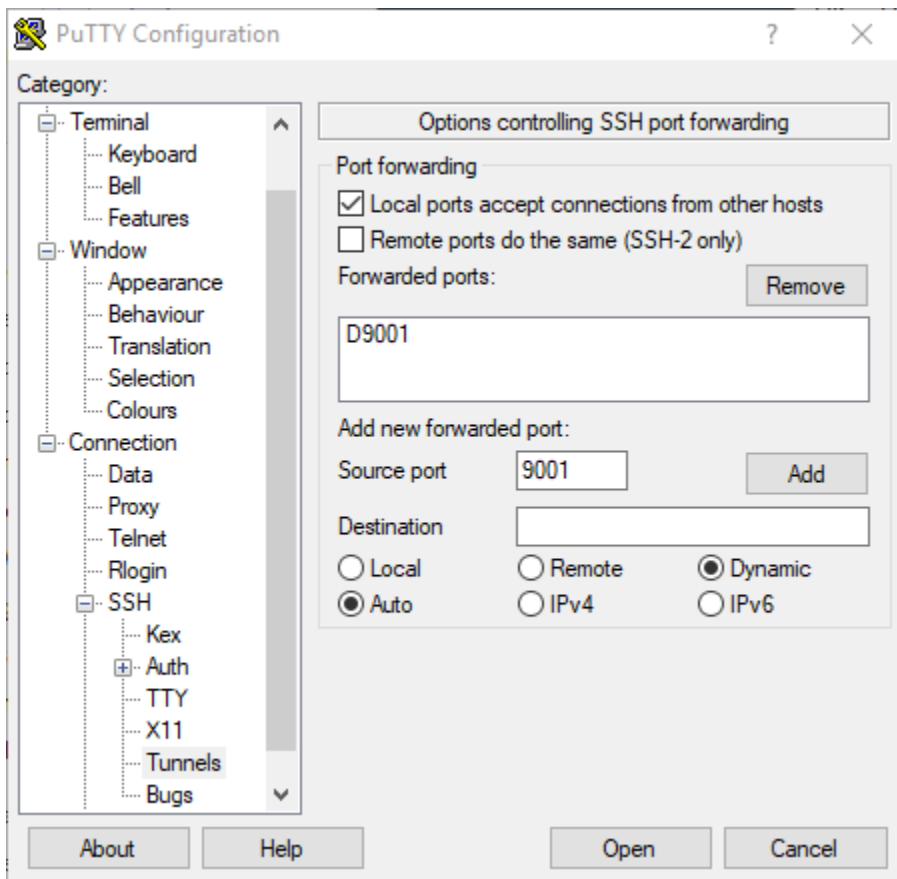 PuTTY Configuration
Category:
Terminal
Keyboard
Bell
Features
Window
Appearance
Behaviour
Translation
Selection
Colours
Connection
Data
Proxy
Telnet
Rlogin
SSH
Kex
Auth
TTY
X11
Tunnels
Bugs
Options controlling SSH port forwarding
Port forwarding
Local ports accept connections from other hosts
Remote ports do the same (SSH-2 only)
Forwarded ports:
Remove
D9001
Add new forwarded port:
Source port 9001 Add
Destination
Local Remote Dynamic
Auto IPv4 IPv6
About Help Open Cancel